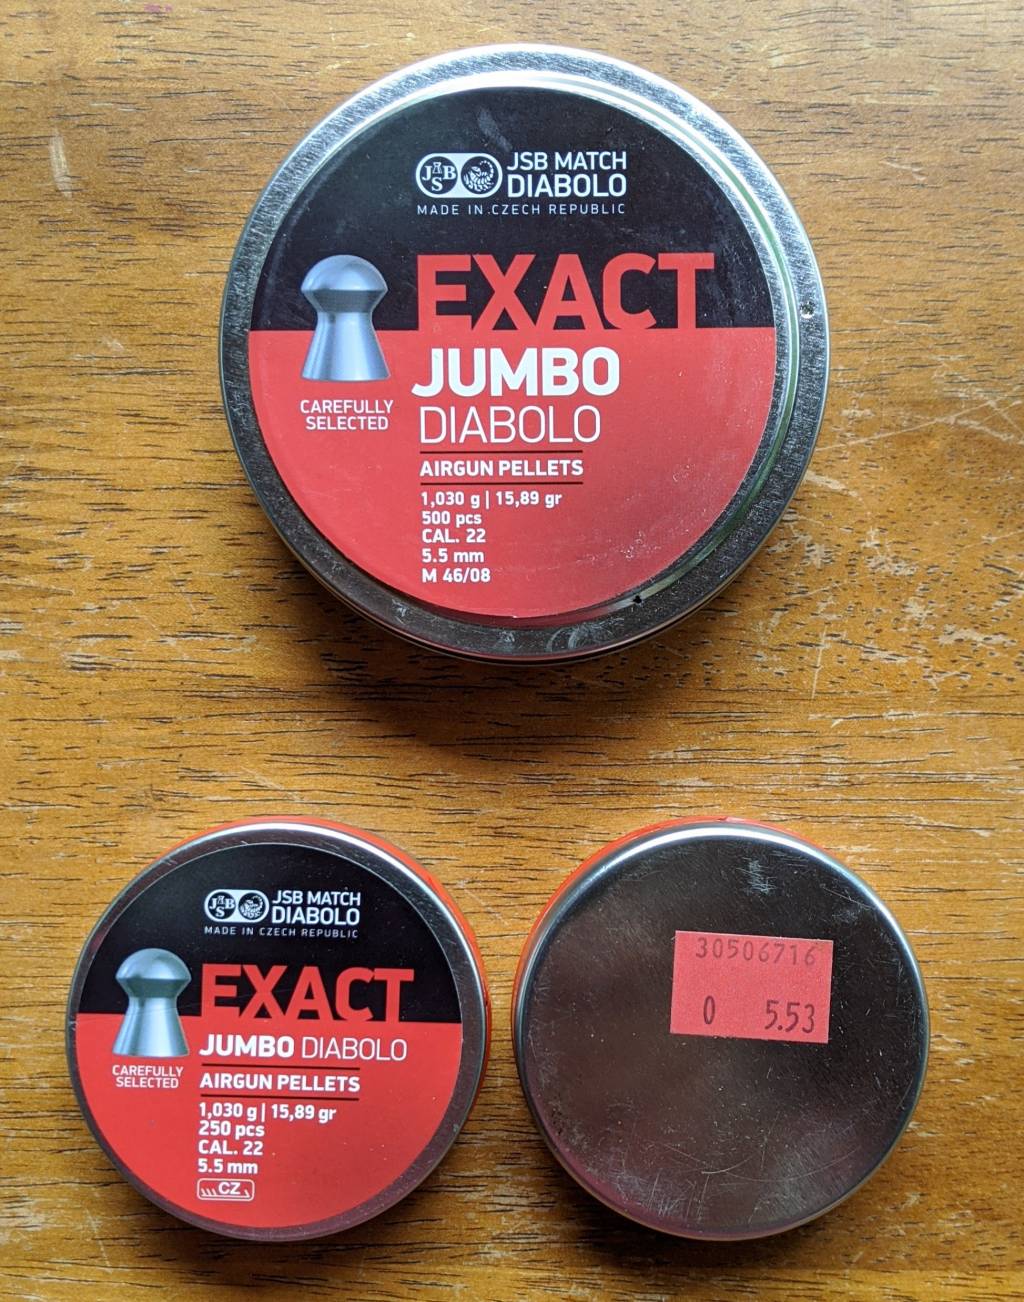 JSB MATCH
DIABOLO
MADE IN CZECH REPUBLIC
EXACT
JUMBO
DIABOLO
CAREFULLY
SELECTED
AIRGUN PELLETS
1,030 g | 15,89 gr
500 pcs
CAL. 22
5.5 mm
M 46/08
JSB MATCH
DIABOLO
MADE IN CZECH REPUBLIC
EXACT
JUMBO DIABOLO
CAREFULLY
SELECTED
AIRGUN PELLETS
1,030 g | 15,89 gr
250 pcs
CAL. 22
5.5 mm
CZ
30506716
0 5.53